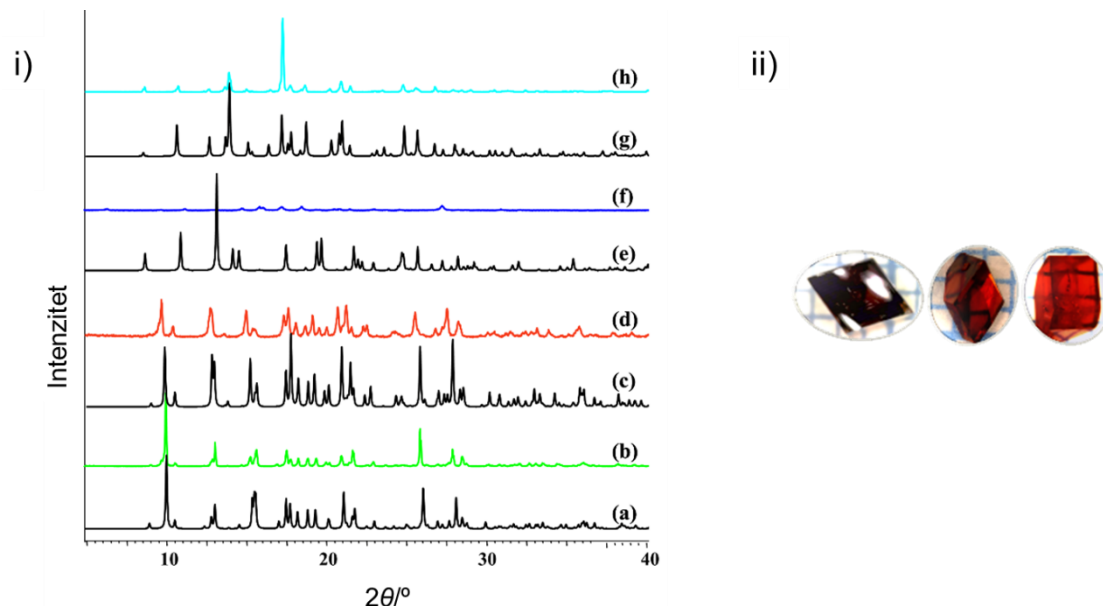 i)
ii)
(h)
(g)
(f)
(e)
(d)
(c)
(b)
(a)
Intenzitet
10
20
30
40
2θ/º